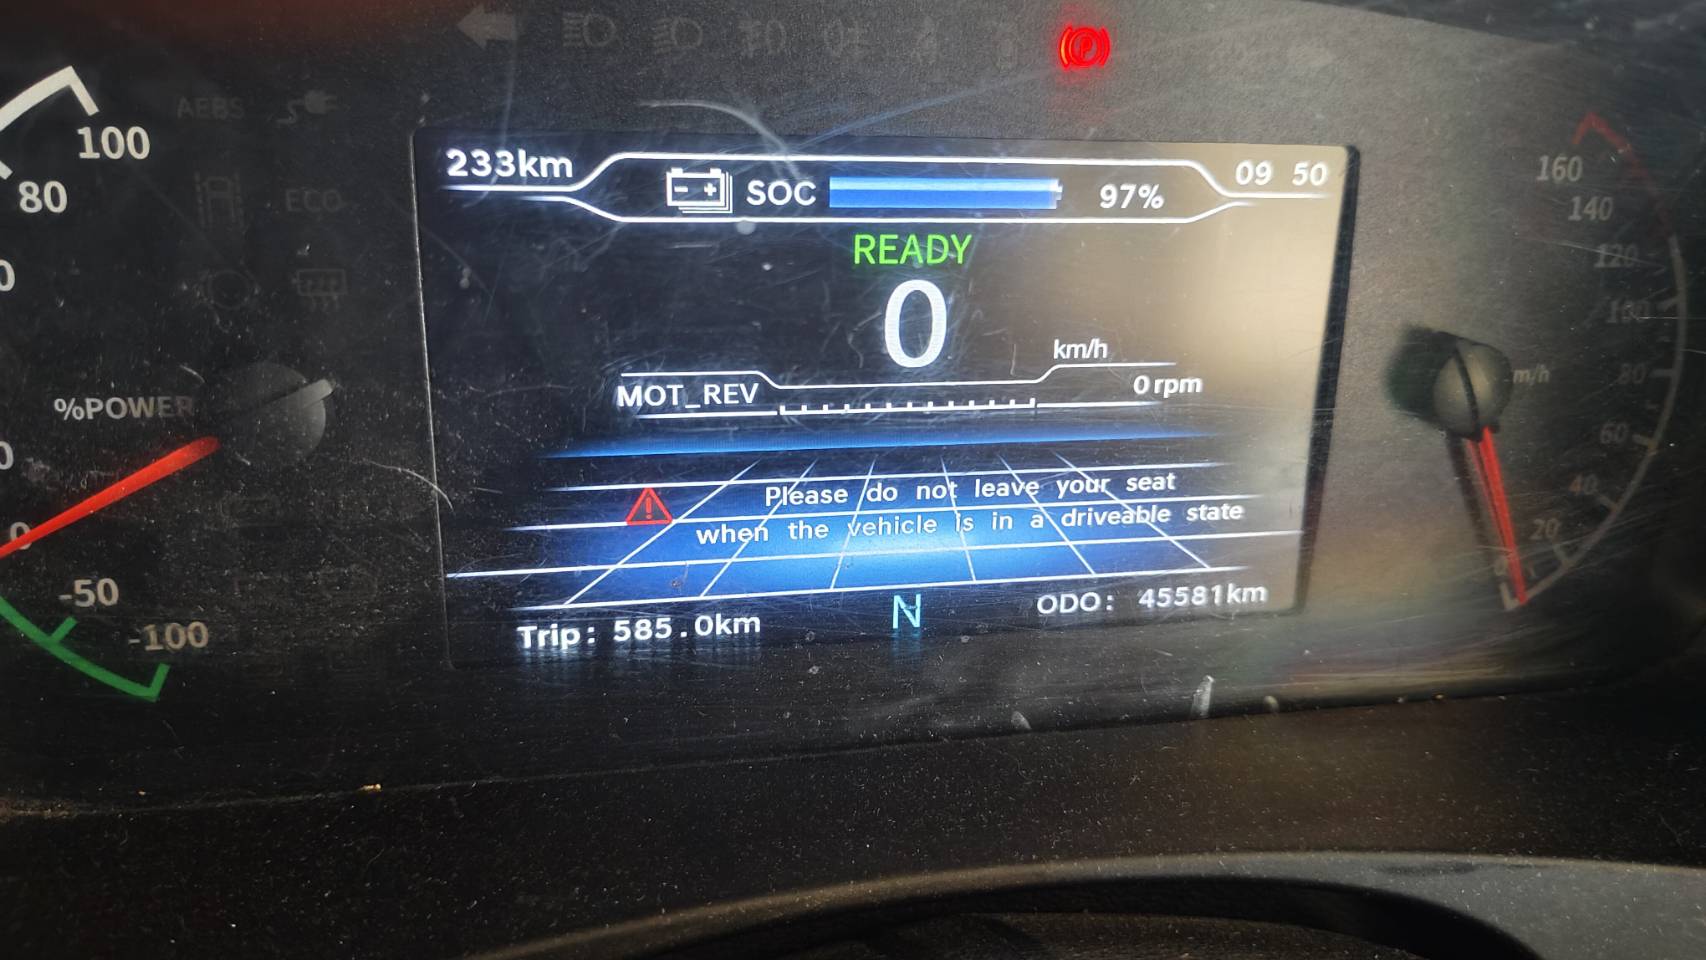 AEBS
100
80
ECO
%POWER
0
-50
-100
233km
SOC
97%
09 50
READY
0
km/h
MOT_REV
0 rpm
Please do not leave your seat
when the vehicle is in a driveable state
Trip: 585.0km
N
ODO: 45581km
P
160
140
120
100
80
60
40
20
0